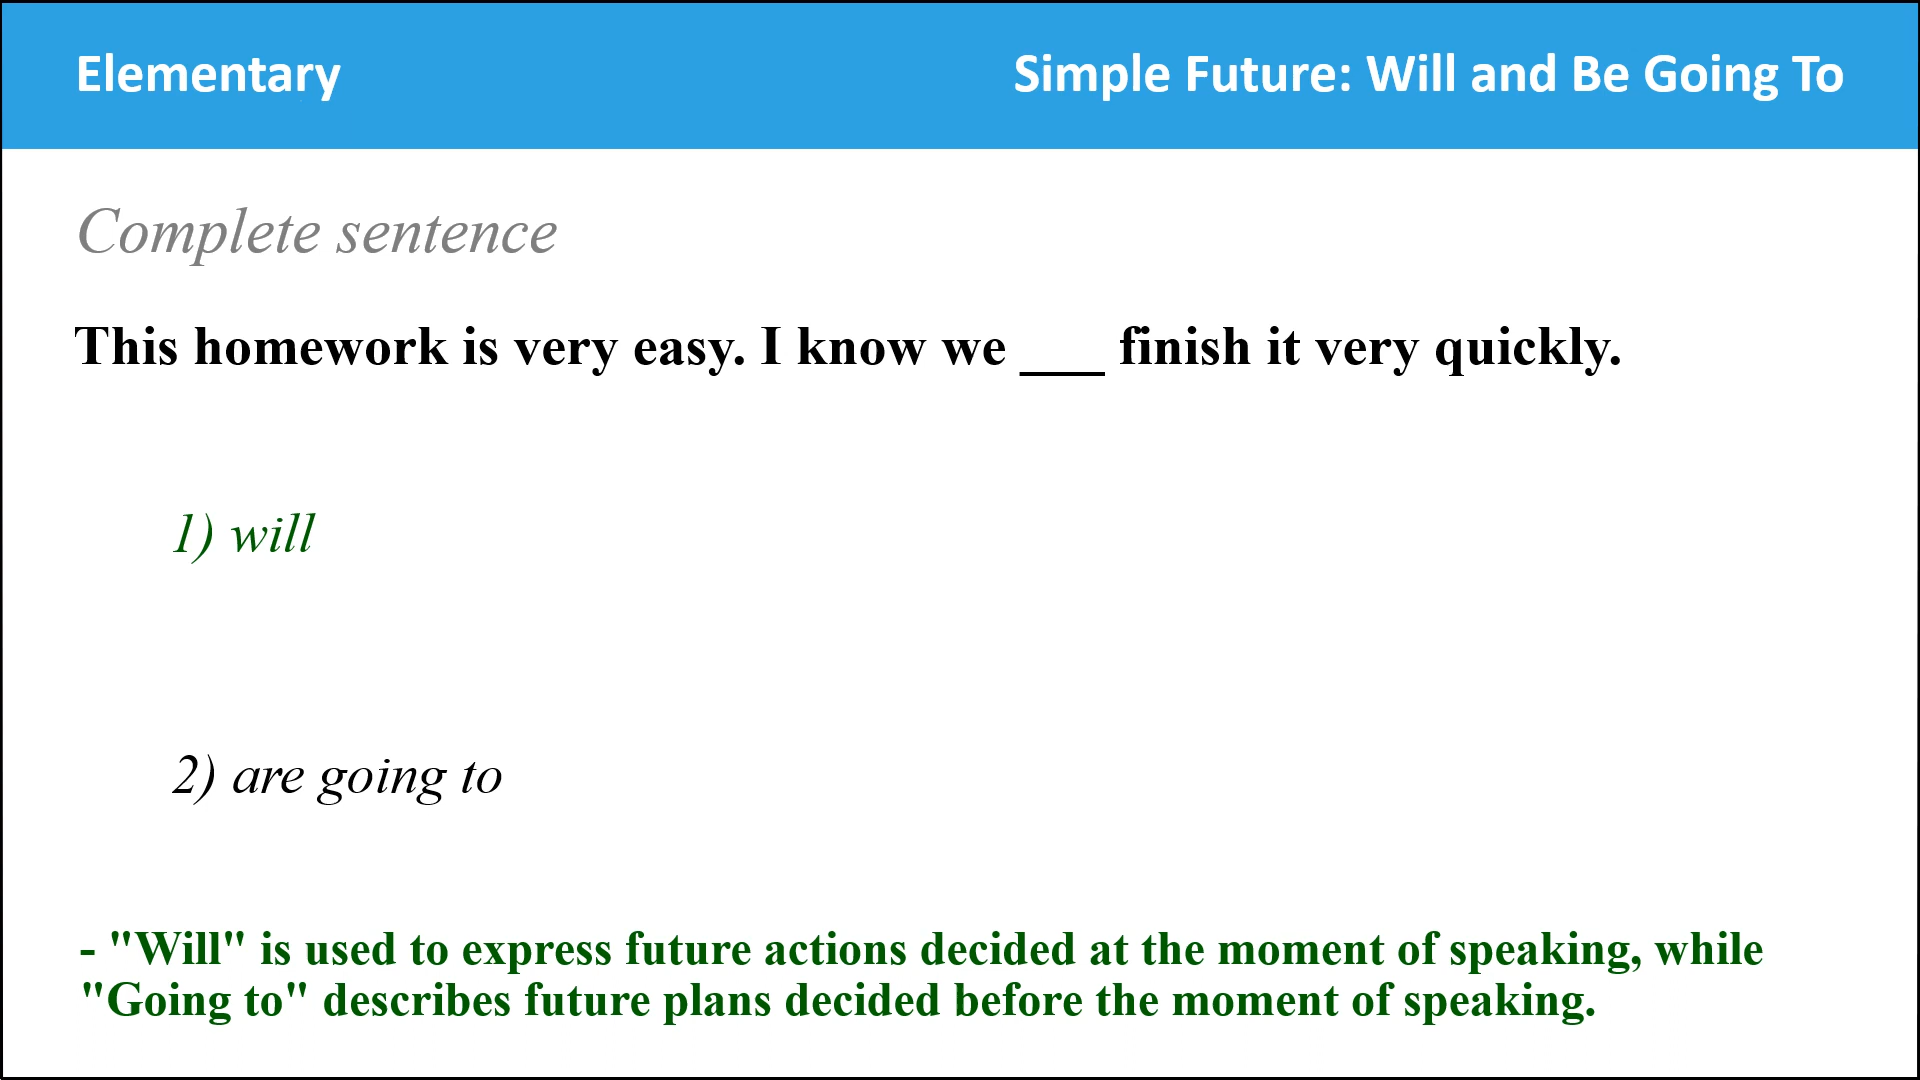 Elementary
Simple Future: Will and Be Going To
Complete sentence
This homework is very easy. I know we ___ finish it very quickly.
1) will
2) are going to
- "Will" is used to express future actions decided at the moment of speaking, while
"Going to" describes future plans decided before the moment of speaking.